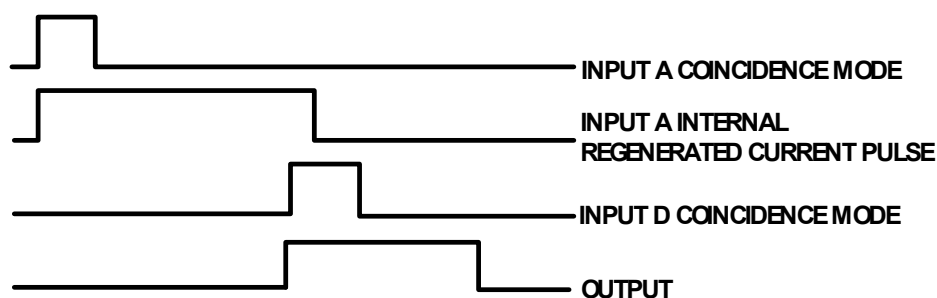 INPUT A COINCIDENCE MODE
INPUT A INTERNAL
REGENERATED CURRENT PULSE
INPUT D COINCIDENCE MODE
OUTPUT